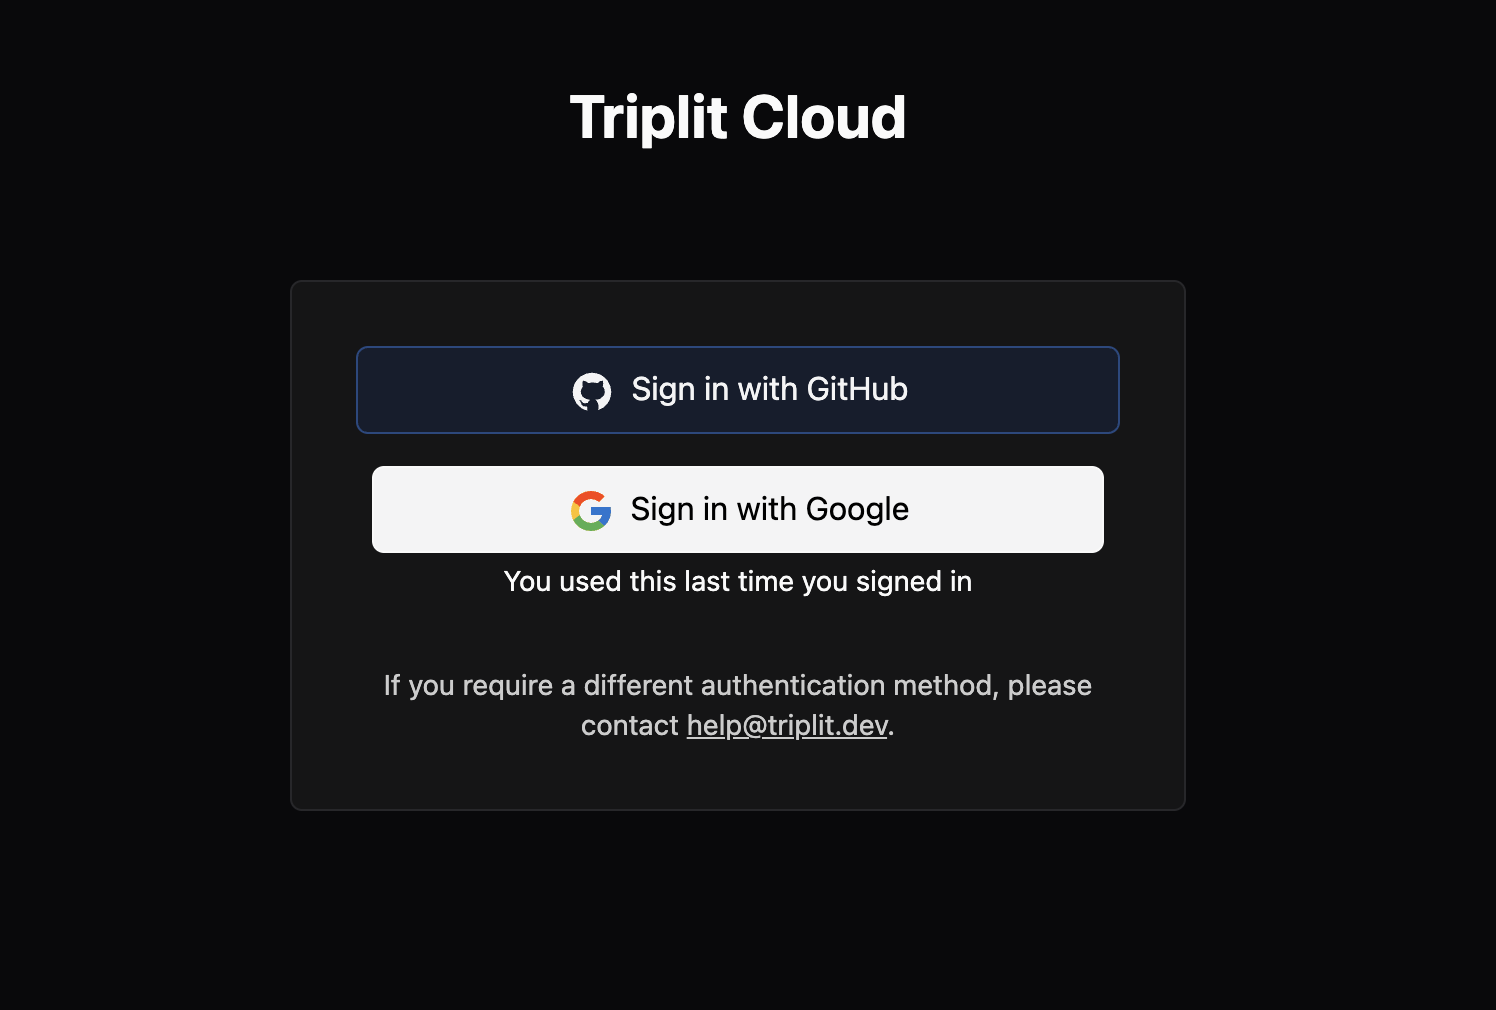 Triplit Cloud
Sign in with GitHub
Sign in with Google
You used this last time you signed in
If you require a different authentication method, please
contact help@triplit.dev.